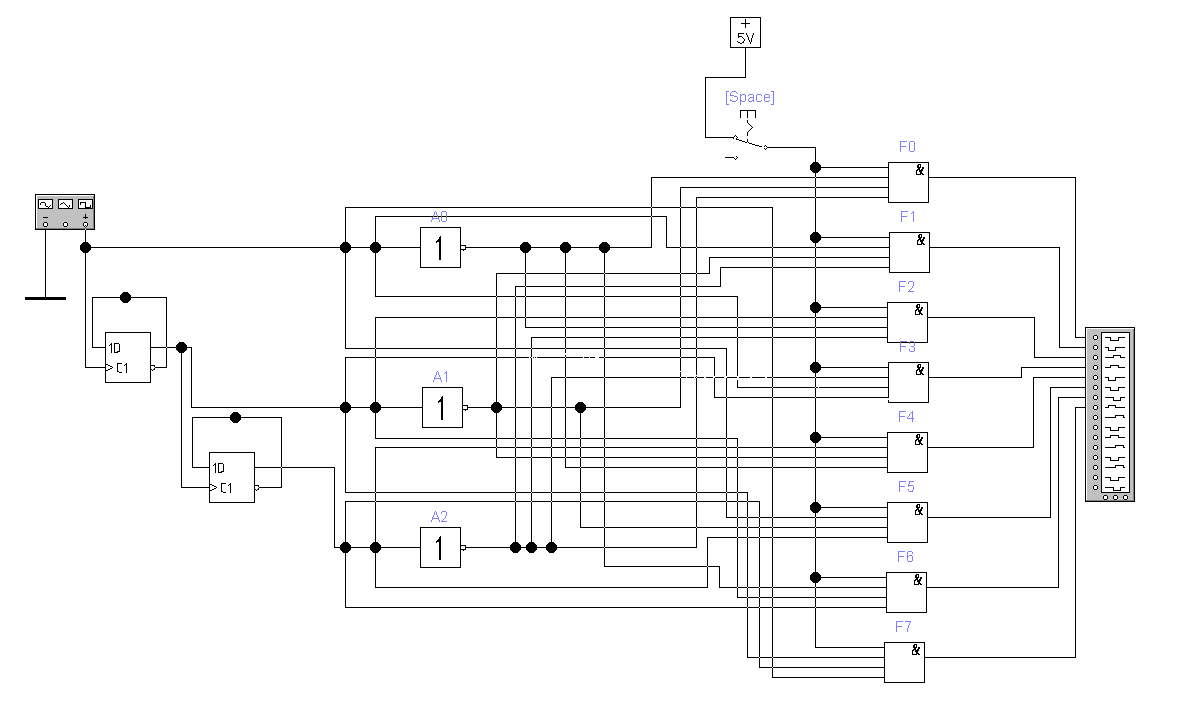 +
5V
[Space]
F0
&
F1
&
A0
1
- +
F2
&
F3
&
1D
C1
A1
1
F4
&
1D
C1
F5
&
A2
1
F6
&
F7
&